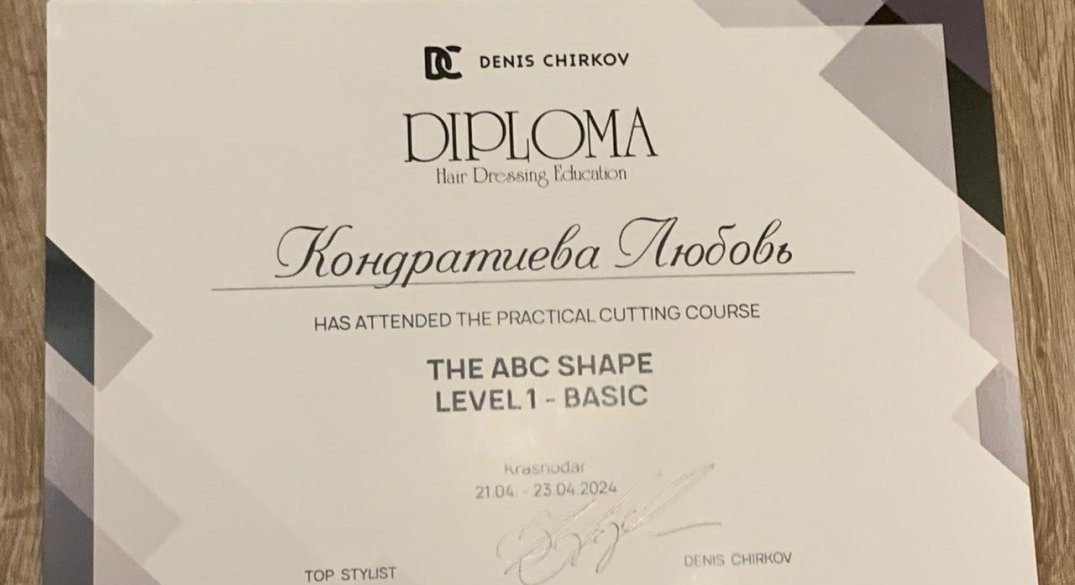 DC DENIS CHIRKOV
DIPLOMA
Hair Dressing Education
Кондратиева Любовь
HAS ATTENDED THE PRACTICAL CUTTING COURSE
THE ABC SHAPE
LEVEL 1 - BASIC
Krasnodar
21.04. - 23.04.2024
TOP STYLIST
DENIS CHIRKOV